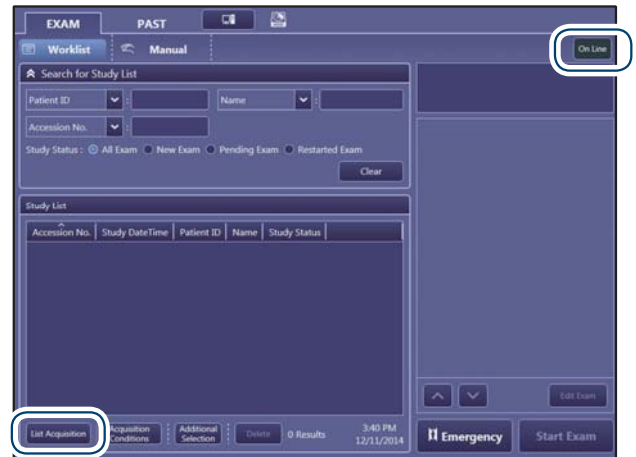 EXAM PAST
Worklist Manual On Line
Search for Study List
Patient ID : Name :
Accession No. :
Study Status : All Exam New Exam Pending Exam Restarted Exam
Clear
Study List
Accession No. Study DateTime Patient ID Name Study Status
Edit Exam
List Acquisition Acquisition Conditions Additional Selection Delete 0 Results 3:40 PM 12/11/2014
Emergency Start Exam